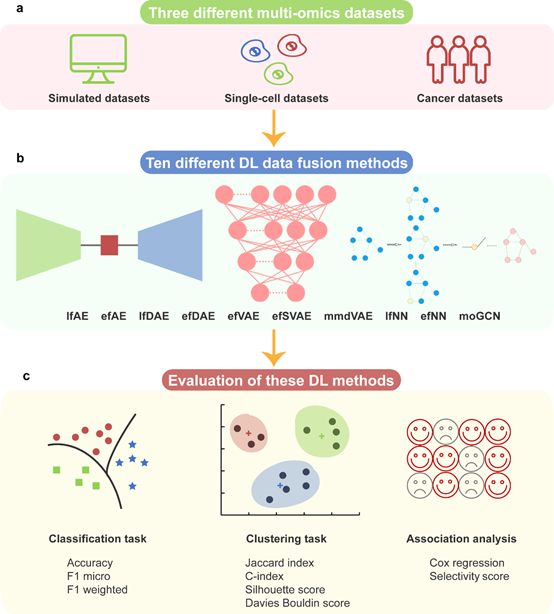 a
Three different multi-omics datasets
Simulated datasets
Single-cell datasets
Cancer datasets
b
Ten different DL data fusion methods
lfAE efAE lfDAE efDAE efVAE efSVAE mmdVAE lfNN efNN moGCN
c
Evaluation of these DL methods
Classification task
Accuracy
F1 micro
F1 weighted
Clustering task
Jaccard index
C-index
Silhouette score
Davies Bouldin score
Association analysis
Cox regression
Selectivity score